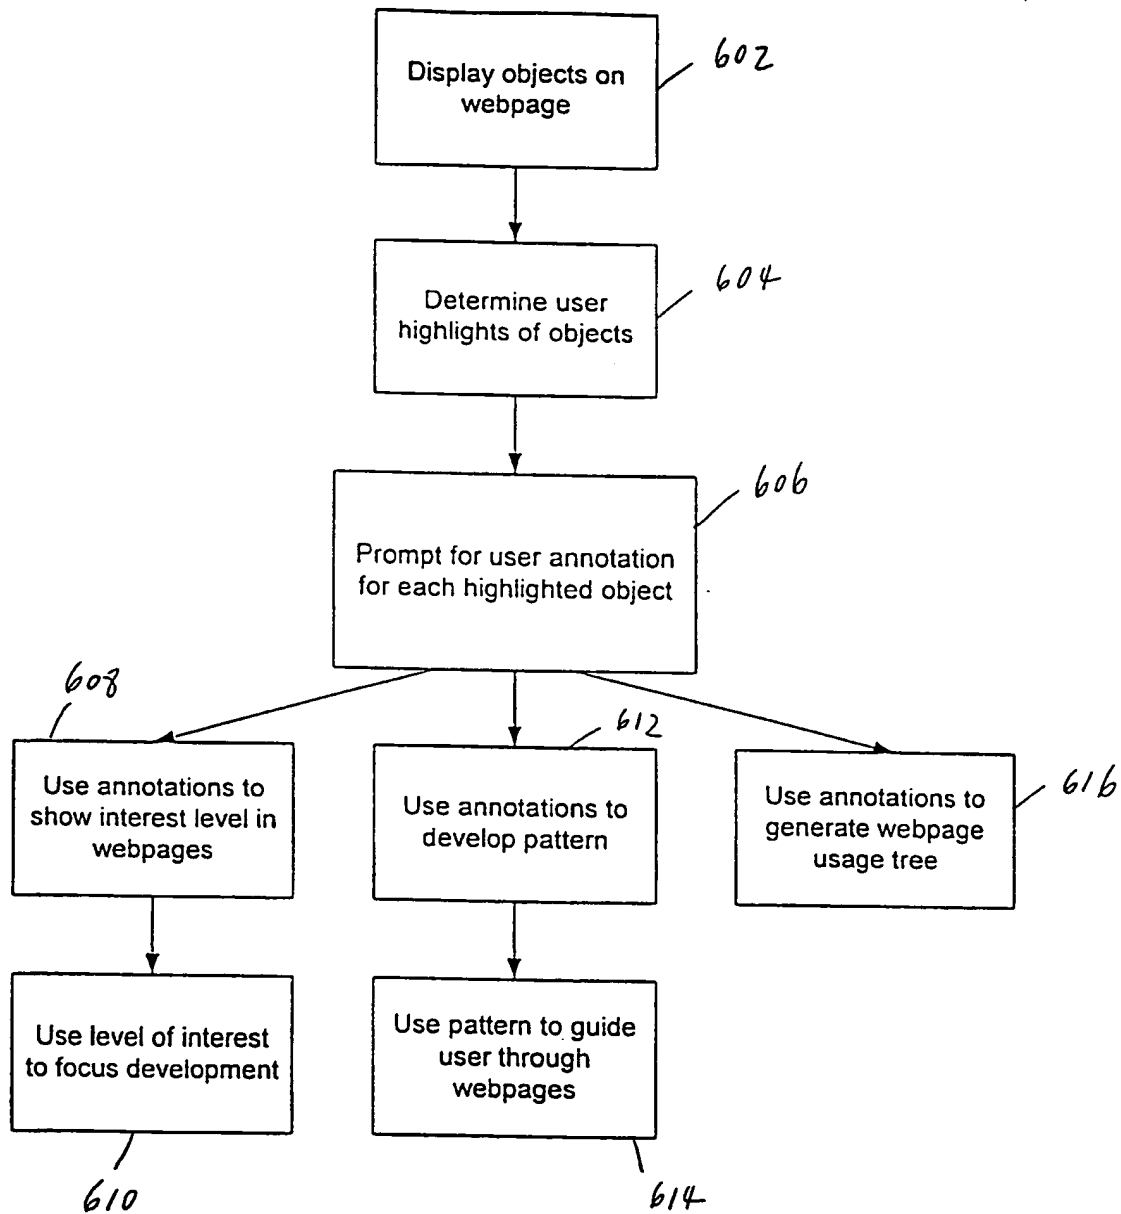 Display objects on
webpage
602
Determine user
highlights of objects
604
Prompt for user annotation
for each highlighted object
606
608
Use annotations to
show interest level in
webpages
612
Use annotations to
develop pattern
616
Use annotations to
generate webpage
usage tree
Use level of interest
to focus development
610
Use pattern to guide
user through
webpages
614